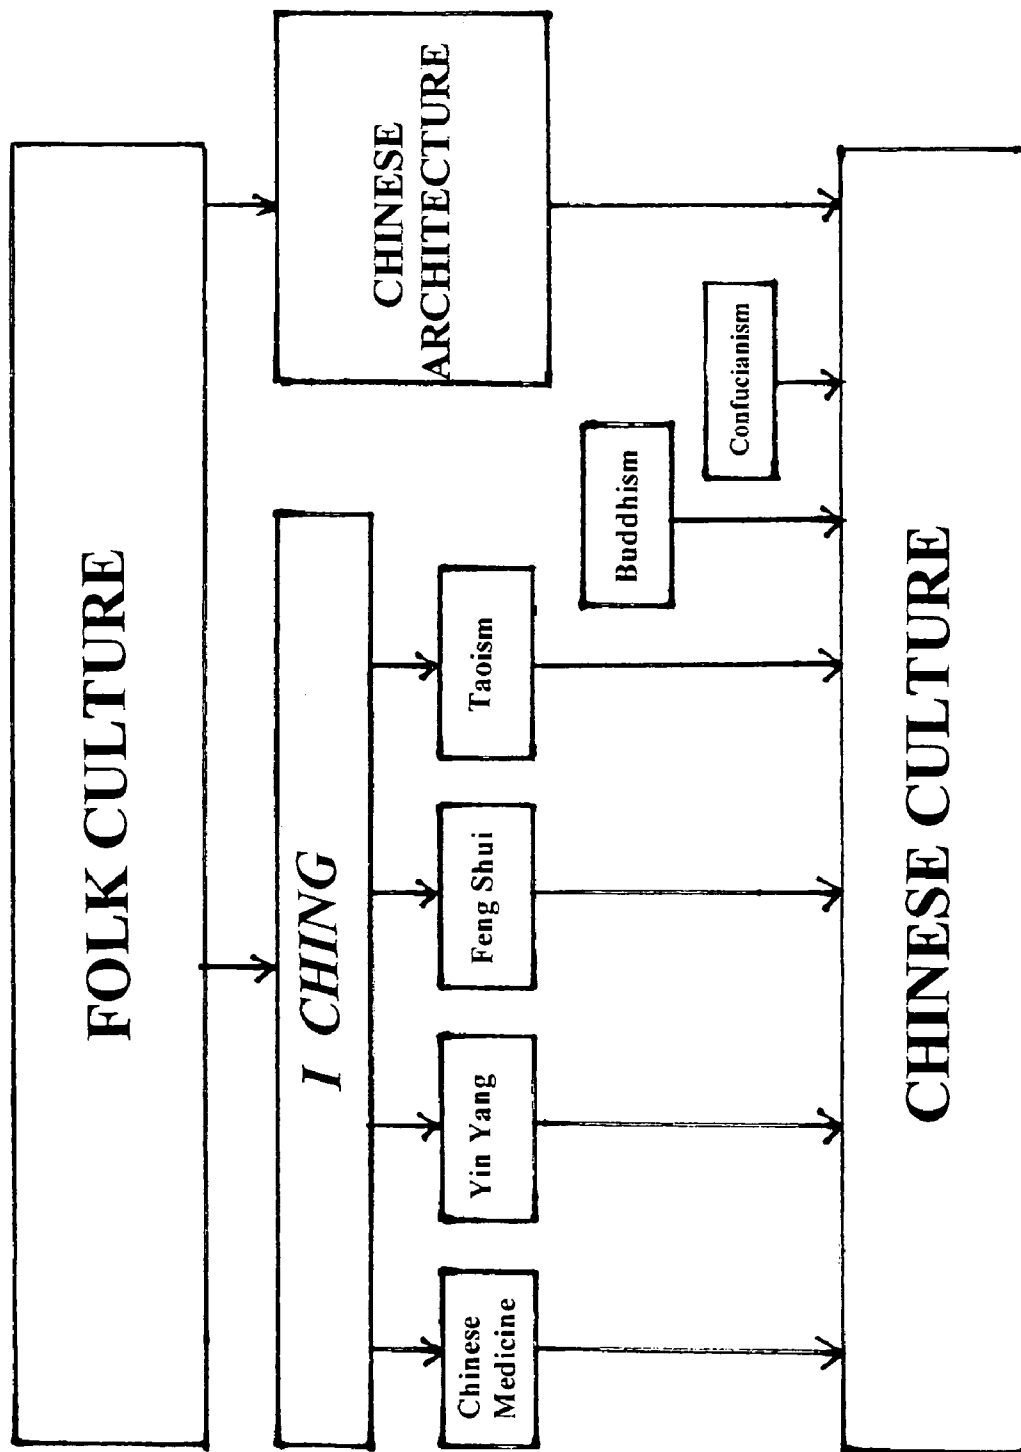 FOLK CULTURE
I CHING
CHINESE
ARCHITECTURE
Chinese
Medicine
Yin Yang
Feng Shui
Taoism
Buddhism
Confucianism
CHINESE CULTURE